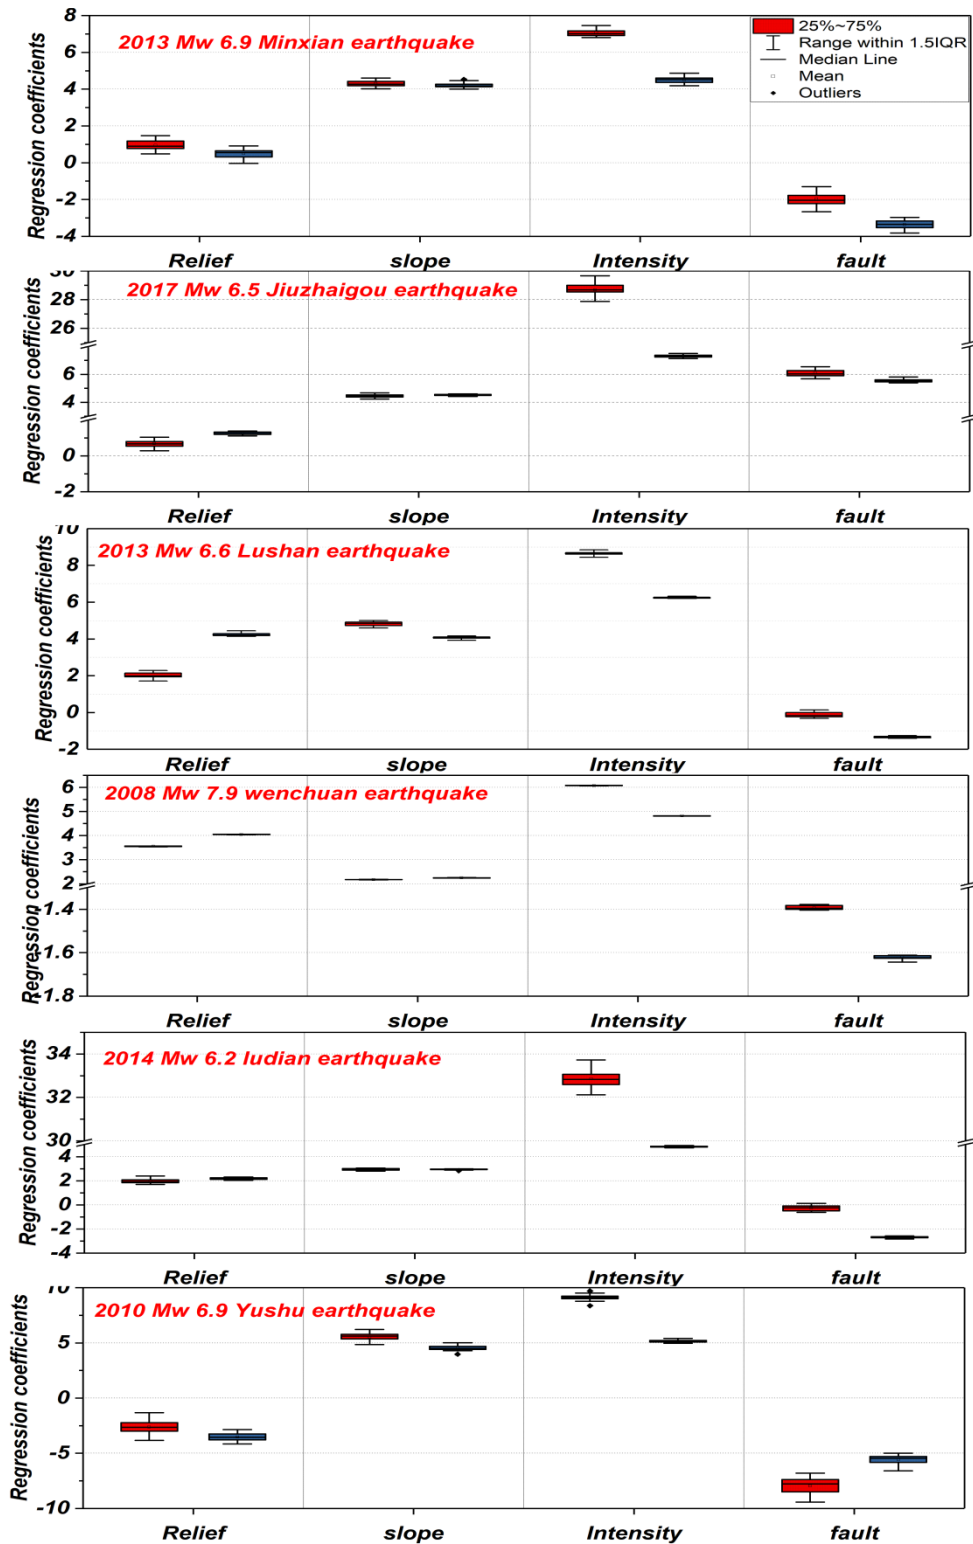 8
6
4
2
0
-2
-4
Regression coefficients
2013 Mw 6.9 Minxian earthquake
25%~75%
Range within 1.5IQR
Median Line
Mean
Outliers
Relief slope Intensity fault
30
28
26
6
4
0
-2
Regression coefficients
2017 Mw 6.5 Jiuzhaigou earthquake
Relief slope Intensity fault
10
8
6
4
2
0
-2
Regression coefficients
2013 Mw 6.6 Lushan earthquake
Relief slope Intensity fault
6
5
4
3
2
-1.4
-1.6
-1.8
Regression coefficients
2008 Mw 7.9 wenchuan earthquake
Relief slope Intensity fault
34
32
30
4
2
0
-2
-4
Regression coefficients
2014 Mw 6.2 ludian earthquake
Relief slope Intensity fault
10
5
0
-5
-10
Regression coefficients
2010 Mw 6.9 Yushu earthquake
Relief slope Intensity fault